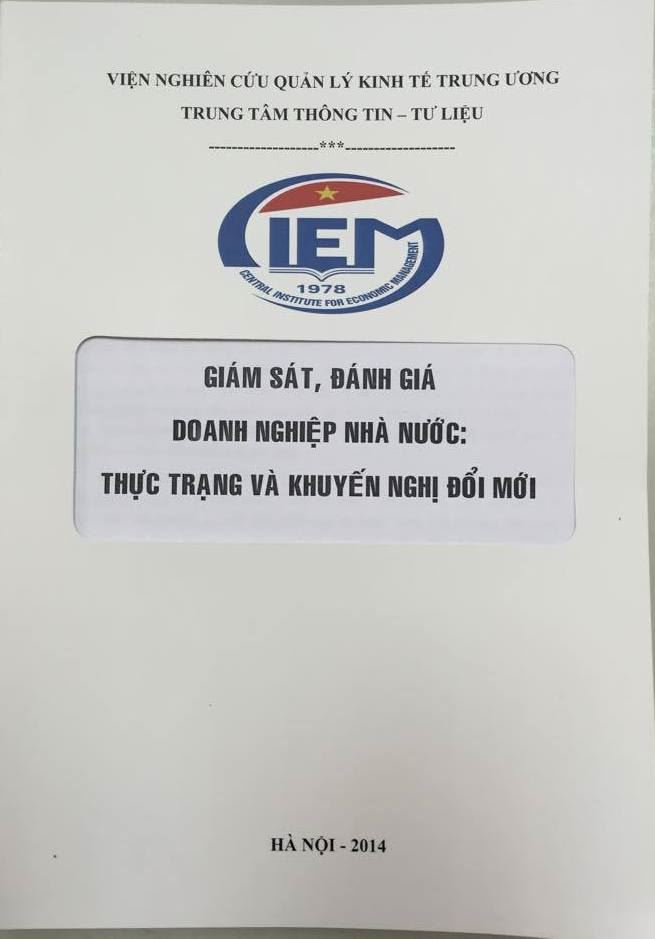 VIỆN NGHIÊN CỨU QUẢN LÝ KINH TẾ TRUNG ƯƠNG
TRUNG TÂM THÔNG TIN – TƯ LIỆU
-------------------***-------------------
CIEM
1978
CENTRAL INSTITUTE FOR ECONOMIC MANAGEMENT
GIÁM SÁT, ĐÁNH GIÁ
DOANH NGHIỆP NHÀ NƯỚC:
THỰC TRẠNG VÀ KHUYẾN NGHỊ ĐỔI MỚI
HÀ NỘI - 2014